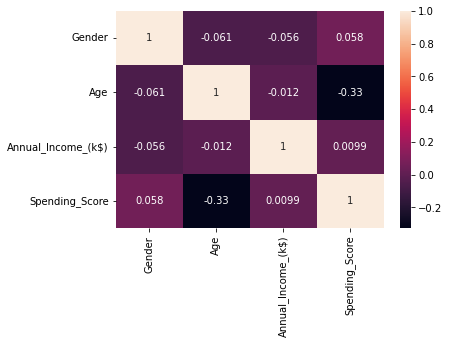 Gender 1 -0.061 -0.056 0.058
Age -0.061 1 -0.012 -0.33
Annual_Income_(k$) -0.056 -0.012 1 0.0099
Spending_Score 0.058 -0.33 0.0099 1
Gender
Age
Annual_Income_(k$)
Spending_Score
1.0
0.8
0.6
0.4
0.2
0.0
−0.2